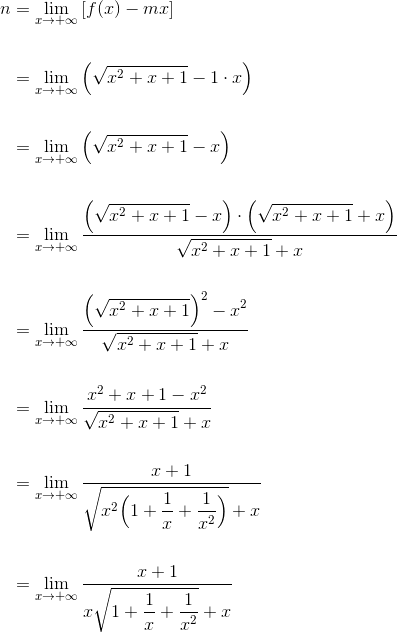 n = lim_{x→+∞} [f(x) − mx]
= lim_{x→+∞} (√(x² + x + 1) − 1 · x)
= lim_{x→+∞} (√(x² + x + 1) − x)
= lim_{x→+∞} ((√(x² + x + 1) − x) · (√(x² + x + 1) + x)) / (√(x² + x + 1) + x)
= lim_{x→+∞} ((√(x² + x + 1))² − x²) / (√(x² + x + 1) + x)
= lim_{x→+∞} (x² + x + 1 − x²) / (√(x² + x + 1) + x)
= lim_{x→+∞} (x + 1) / (√(x²(1 + 1/x + 1/x²)) + x)
= lim_{x→+∞} (x + 1) / (x√(1 + 1/x + 1/x²) + x)